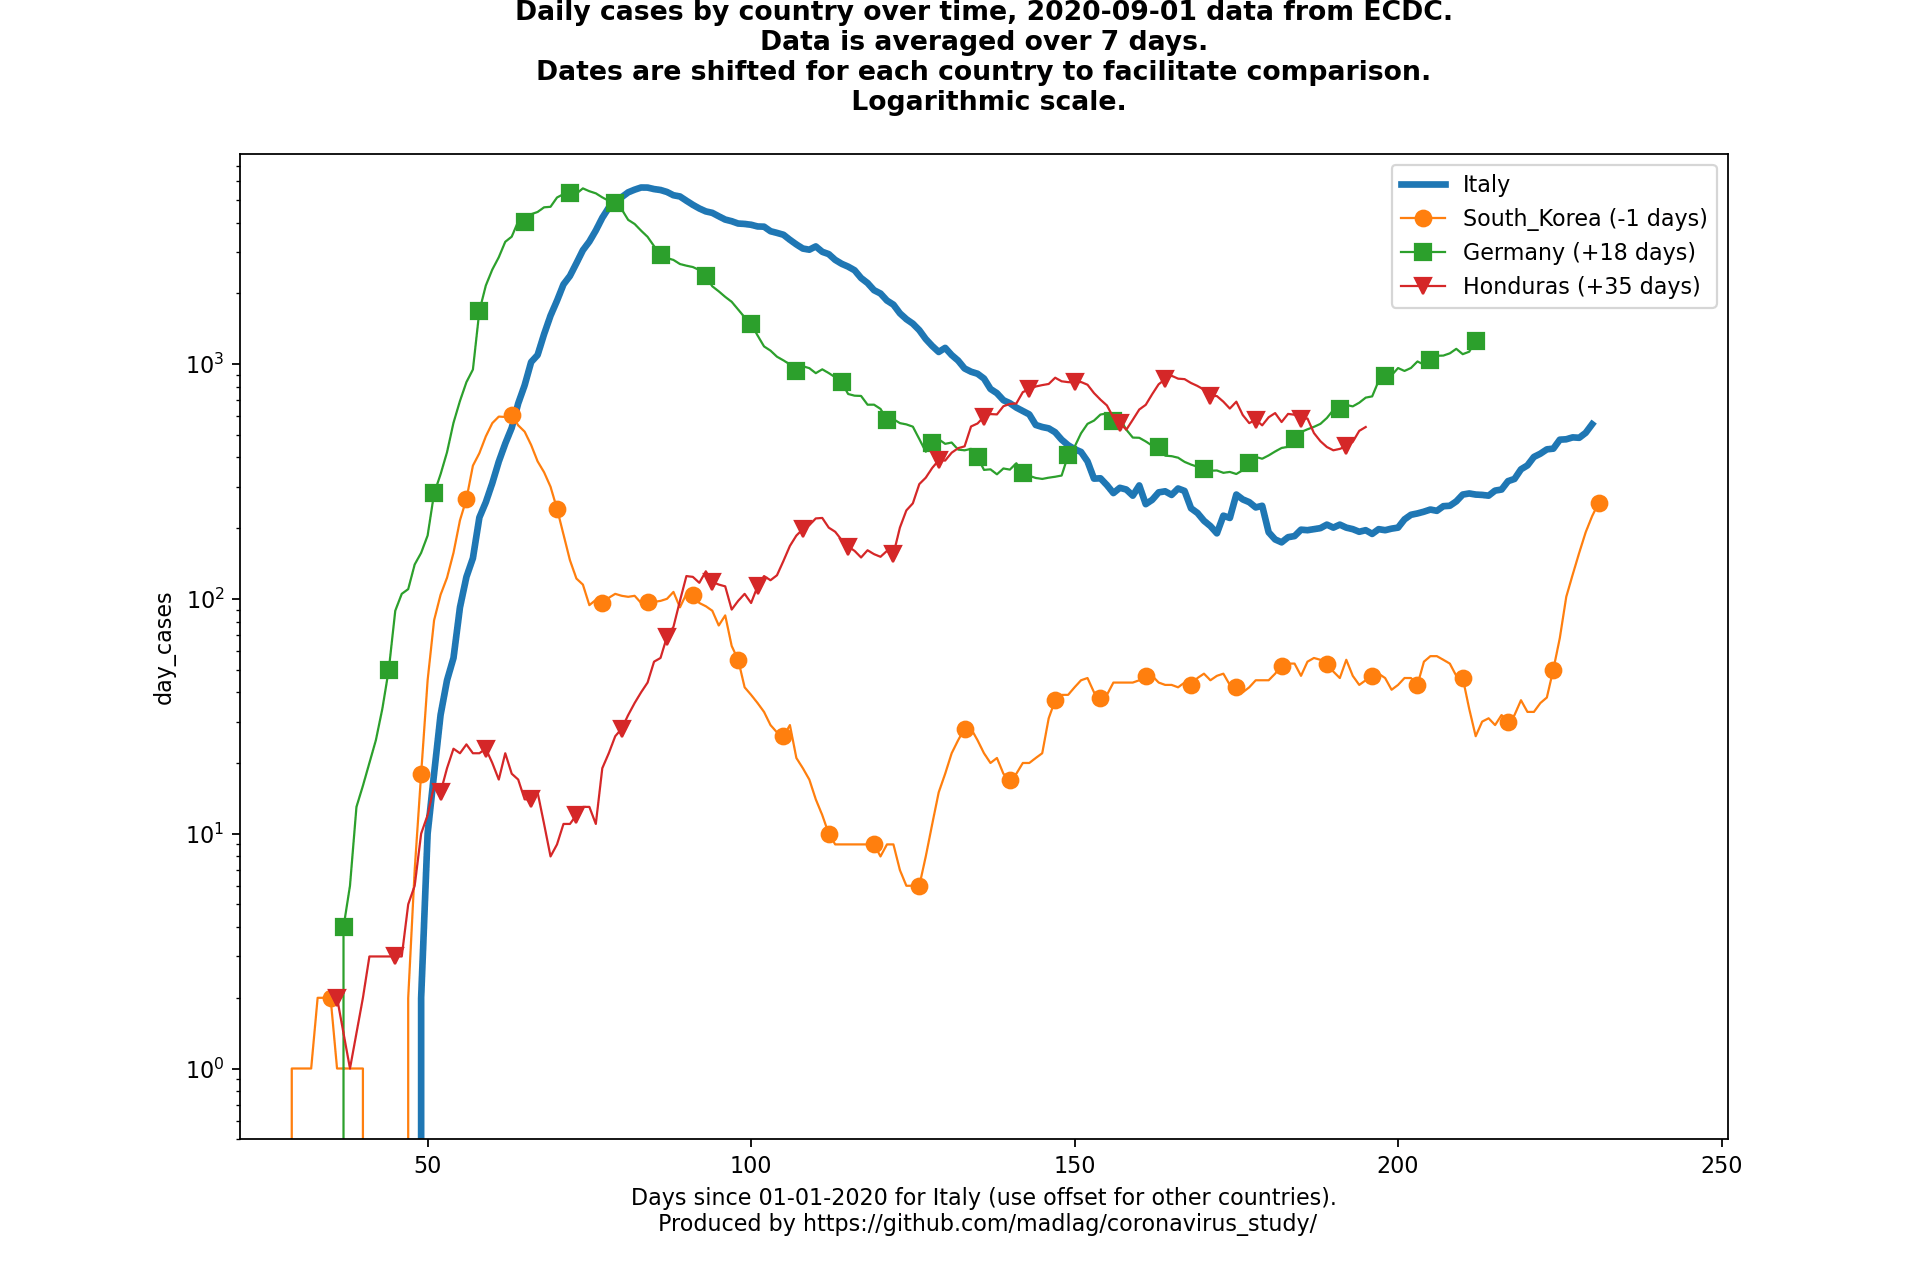 Daily cases by country over time, 2020-09-01 data from ECDC.
Data is averaged over 7 days.
Dates are shifted for each country to facilitate comparison.
Logarithmic scale.
Italy
South_Korea (-1 days)
Germany (+18 days)
Honduras (+35 days)
day_cases
10³
10²
10¹
10⁰
50
100
150
200
250
Days since 01-01-2020 for Italy (use offset for other countries).
Produced by https://github.com/madlag/coronavirus_study/